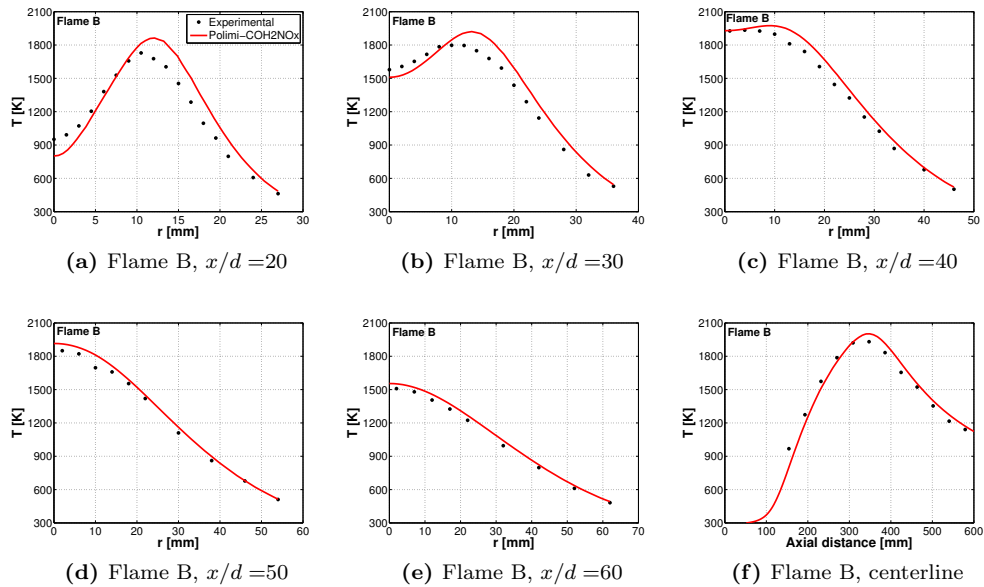 Flame B
Experimental
Polimi−COH2NOx
2100
1800
1500
1200
900
600
300
T [K]
0 5 10 15 20 25 30
r [mm]
(a) Flame B, x/d =20
Flame B
2100
1800
1500
1200
900
600
300
T [K]
0 10 20 30 40
r [mm]
(b) Flame B, x/d =30
Flame B
2100
1800
1500
1200
900
600
300
T [K]
0 10 20 30 40 50
r [mm]
(c) Flame B, x/d =40
Flame B
2100
1800
1500
1200
900
600
300
T [K]
0 10 20 30 40 50 60
r [mm]
(d) Flame B, x/d =50
Flame B
2100
1800
1500
1200
900
600
300
T [K]
0 10 20 30 40 50 60 70
r [mm]
(e) Flame B, x/d =60
Flame B
2100
1800
1500
1200
900
600
300
T [K]
0 100 200 300 400 500 600
Axial distance [mm]
(f) Flame B, centerline